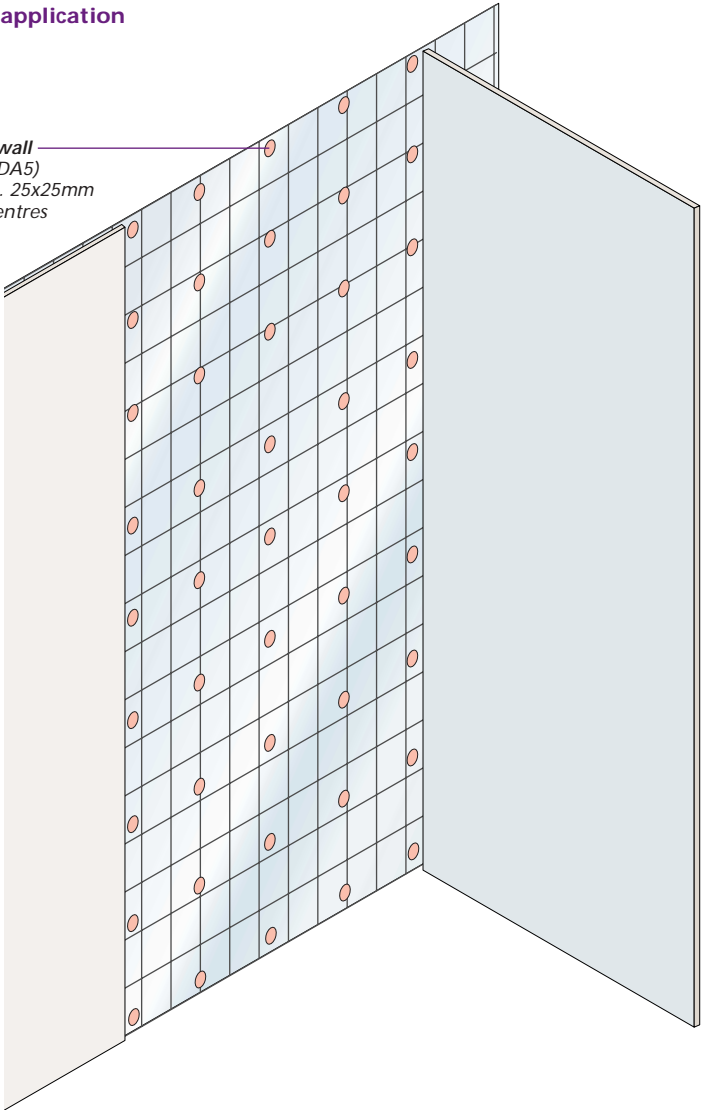 application
wall
DA5)
. 25x25mm
entres